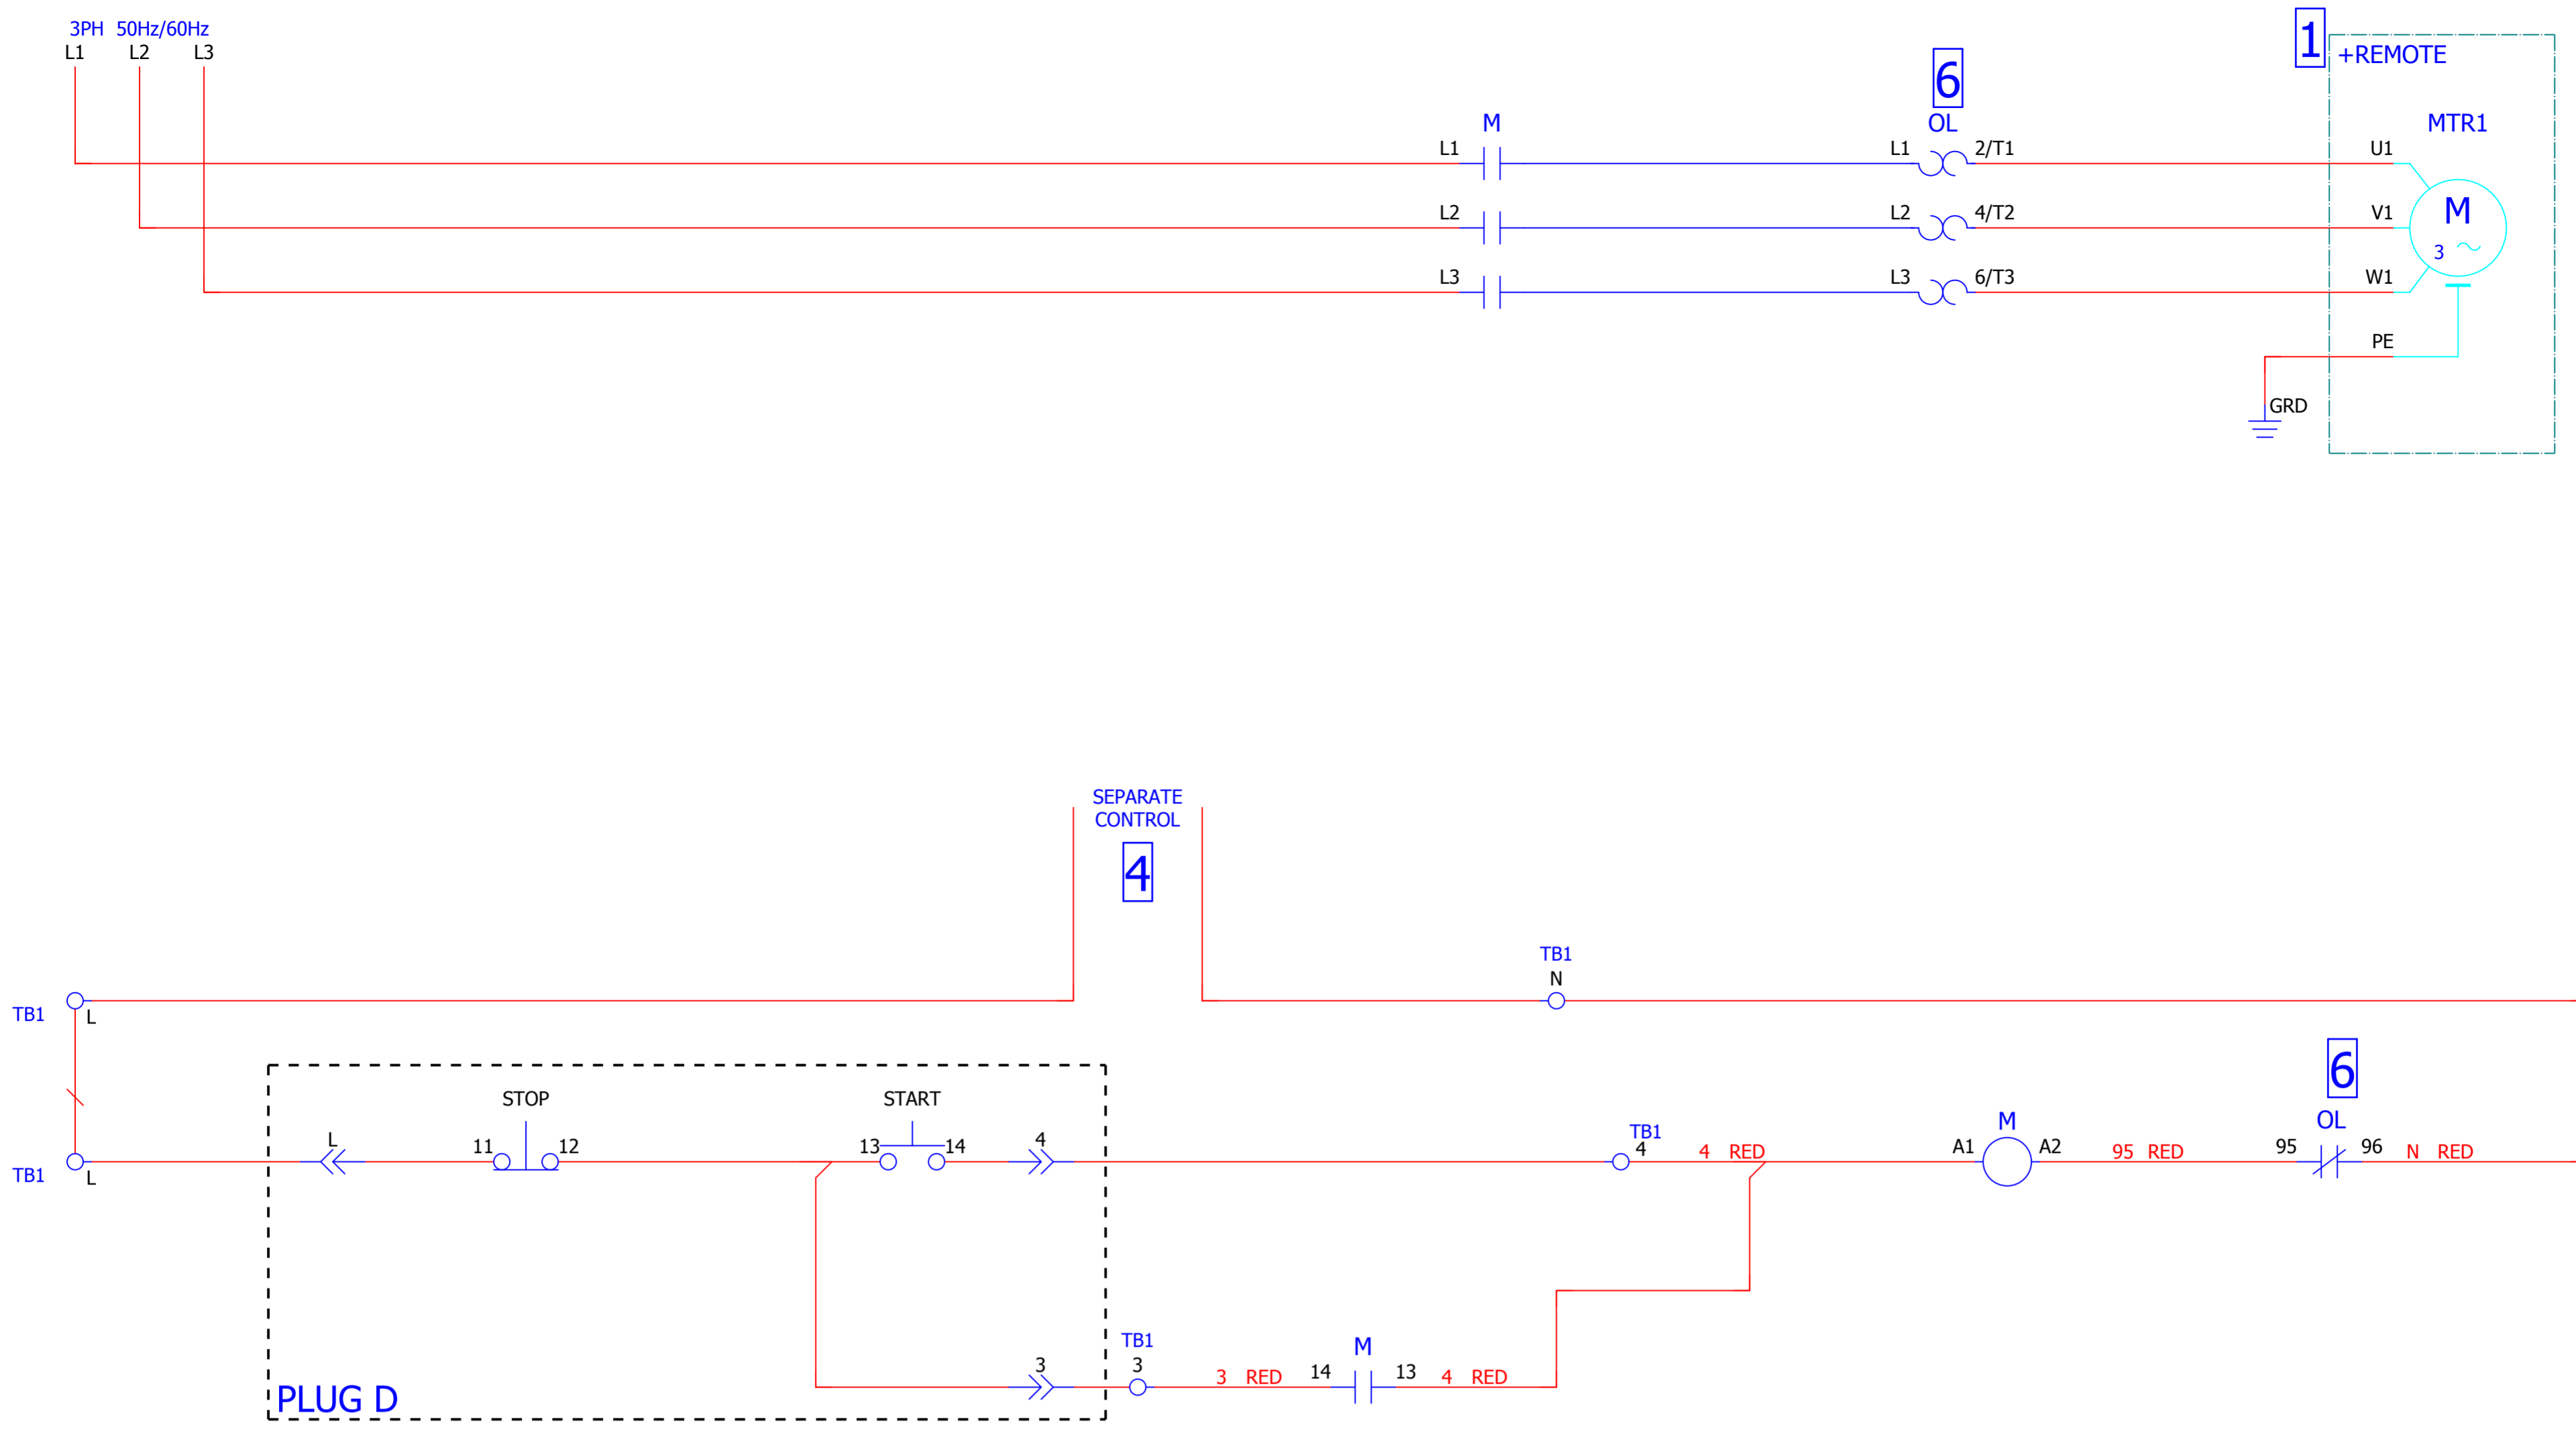 3PH 50Hz/60Hz
L1 L2 L3
1
+REMOTE
6
M
OL
MTR1
L1
L1
2/T1
U1
L2
L2
4/T2
V1
M
3
L3
L3
6/T3
W1
PE
GRD
SEPARATE
CONTROL
4
TB1
N
TB1
L
6
STOP
START
TB1
M
OL
TB1
L
L
11
12
13
14
4
4
4 RED
A1
A2
95 RED
95
96
N RED
TB1
M
3
3
3 RED
14
13
4 RED
PLUG D